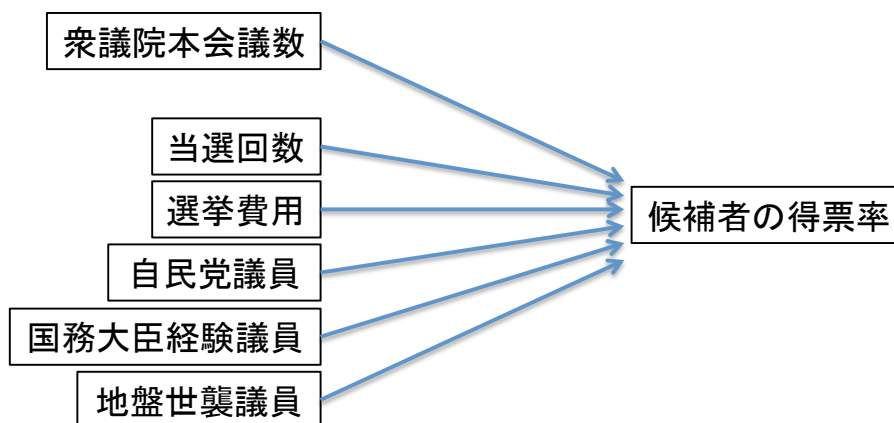 衆議院本会議数
当選回数
選挙費用
自民党議員
国務大臣経験議員
地盤世襲議員
候補者の得票率